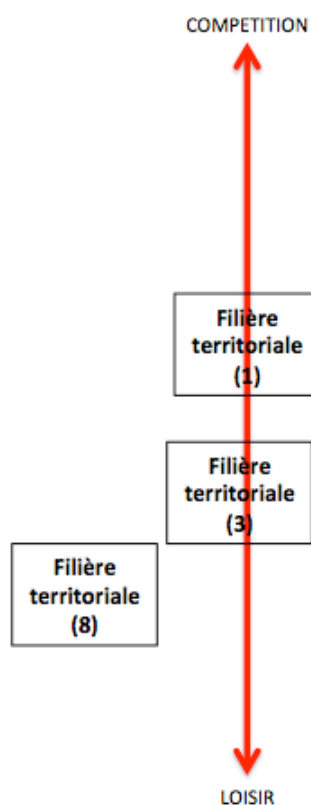 COMPETITION
Filière
territoriale
(1)
Filière
territoriale
(3)
Filière
territoriale
(8)
LOISIR